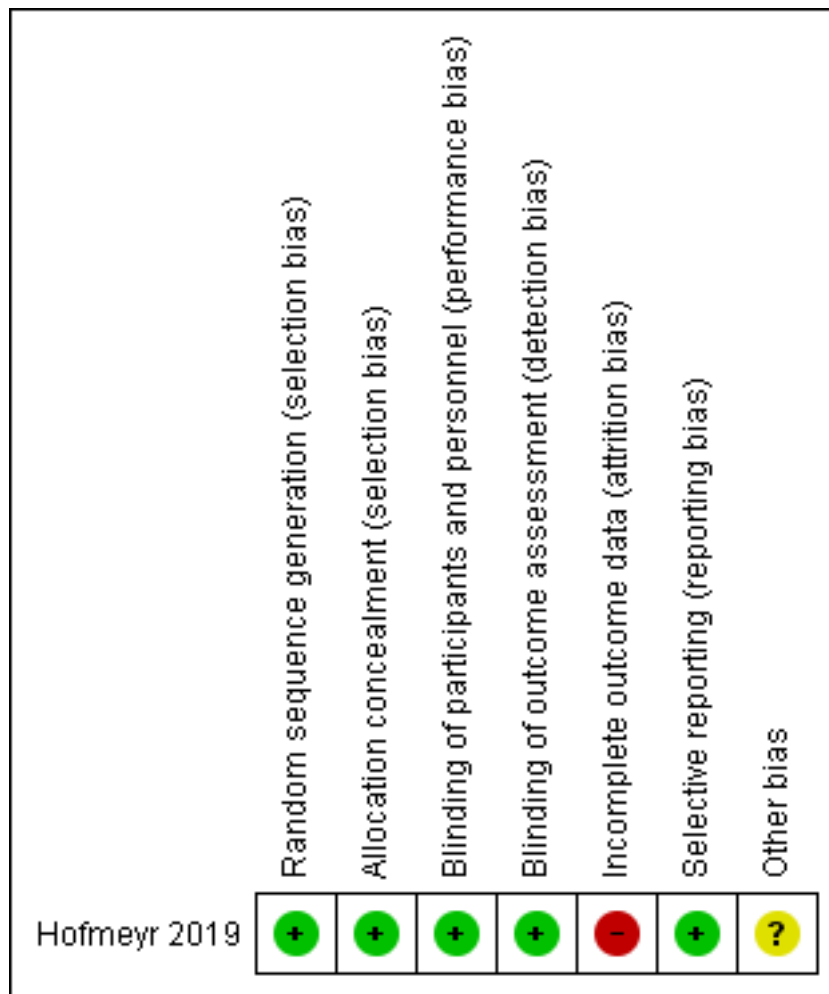 Random sequence generation (selection bias)
Allocation concealment (selection bias)
Blinding of participants and personnel (performance bias)
Blinding of outcome assessment (detection bias)
Incomplete outcome data (attrition bias)
Selective reporting (reporting bias)
Other bias
Hofmeyr 2019 + + + + - + ?